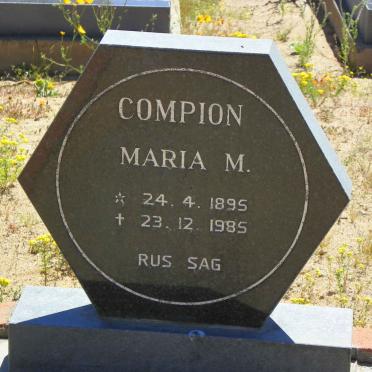 COMPION
MARIA M.
* 24. 4. 1895
† 23. 12. 1985
RUS SAG